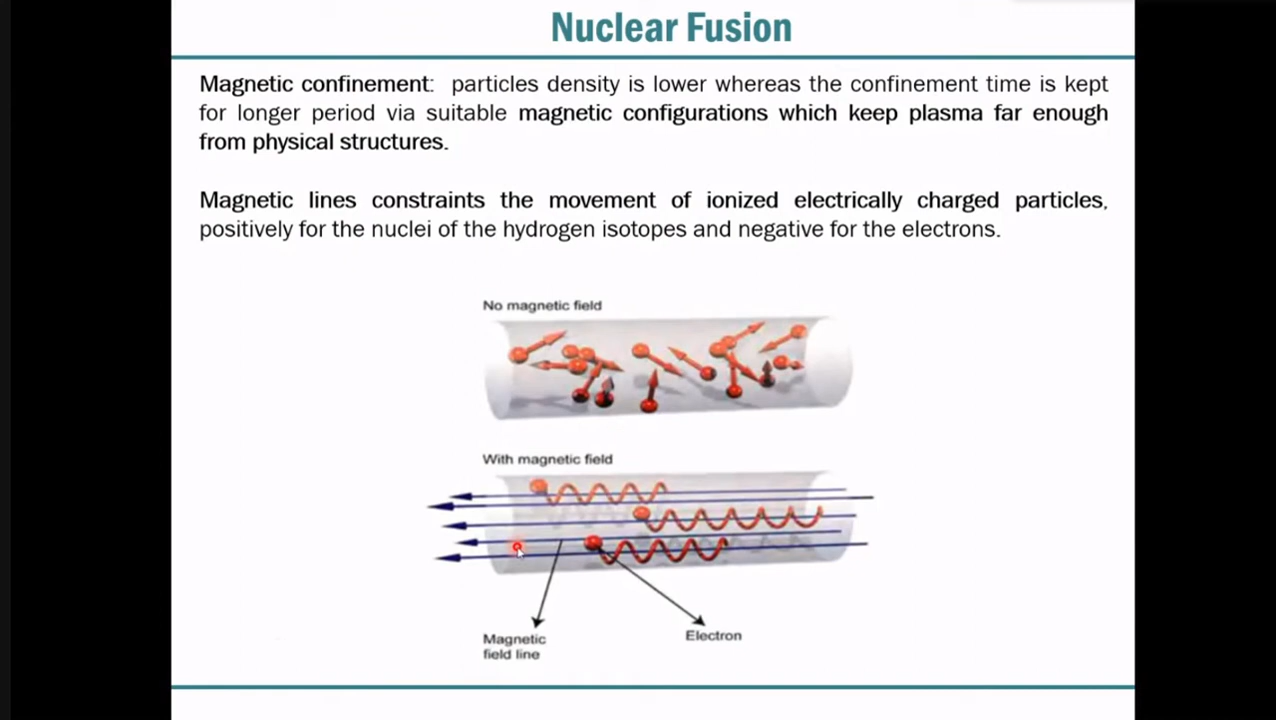 Nuclear Fusion
Magnetic confinement: particles density is lower whereas the confinement time is kept
for longer period via suitable magnetic configurations which keep plasma far enough
from physical structures.
Magnetic lines constraints the movement of ionized electrically charged particles,
positively for the nuclei of the hydrogen isotopes and negative for the electrons.
No magnetic field
With magnetic field
Magnetic
field line
Electron